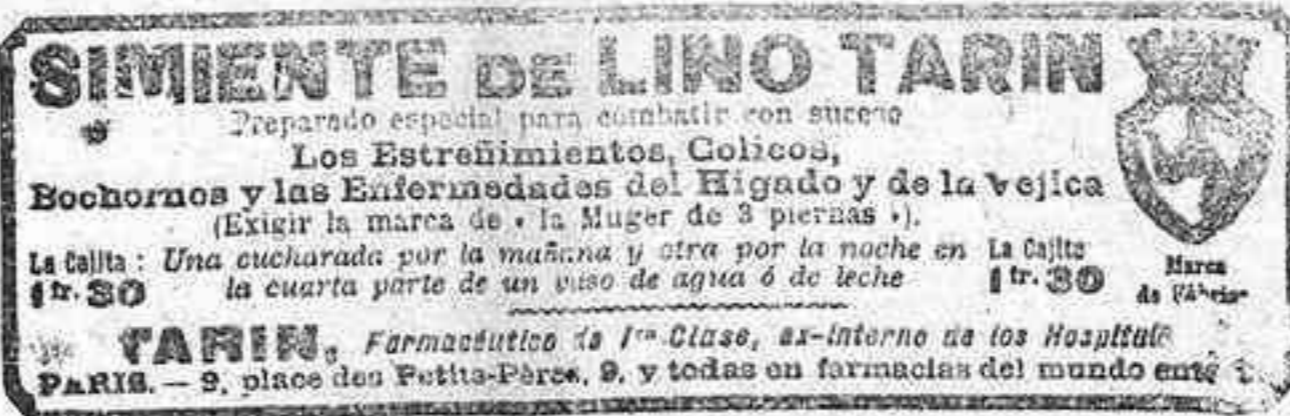 SIMIENTE DE LINO TARIN
Preparado especial para combatir con suceso
Los Estreñimientos, Colicos,
Bochornos y las Enfermedades del Higado y de la Vejica
(Exigir la marca de « la Muger de 3 piernas »).
La Cajita : Una cucharada por la mañana y otra por la noche en La Cajita
1 fr. 30 la cuarta parte de un vaso de agua ó de leche 1 fr. 30
Marca
de Fábrica
TARIN, Farmacéutico de 1ra Clase, ex-interno de los Hospitale
PARIS. — 9, place des Petits-Pères, 9, y todas en farmacias del mundo